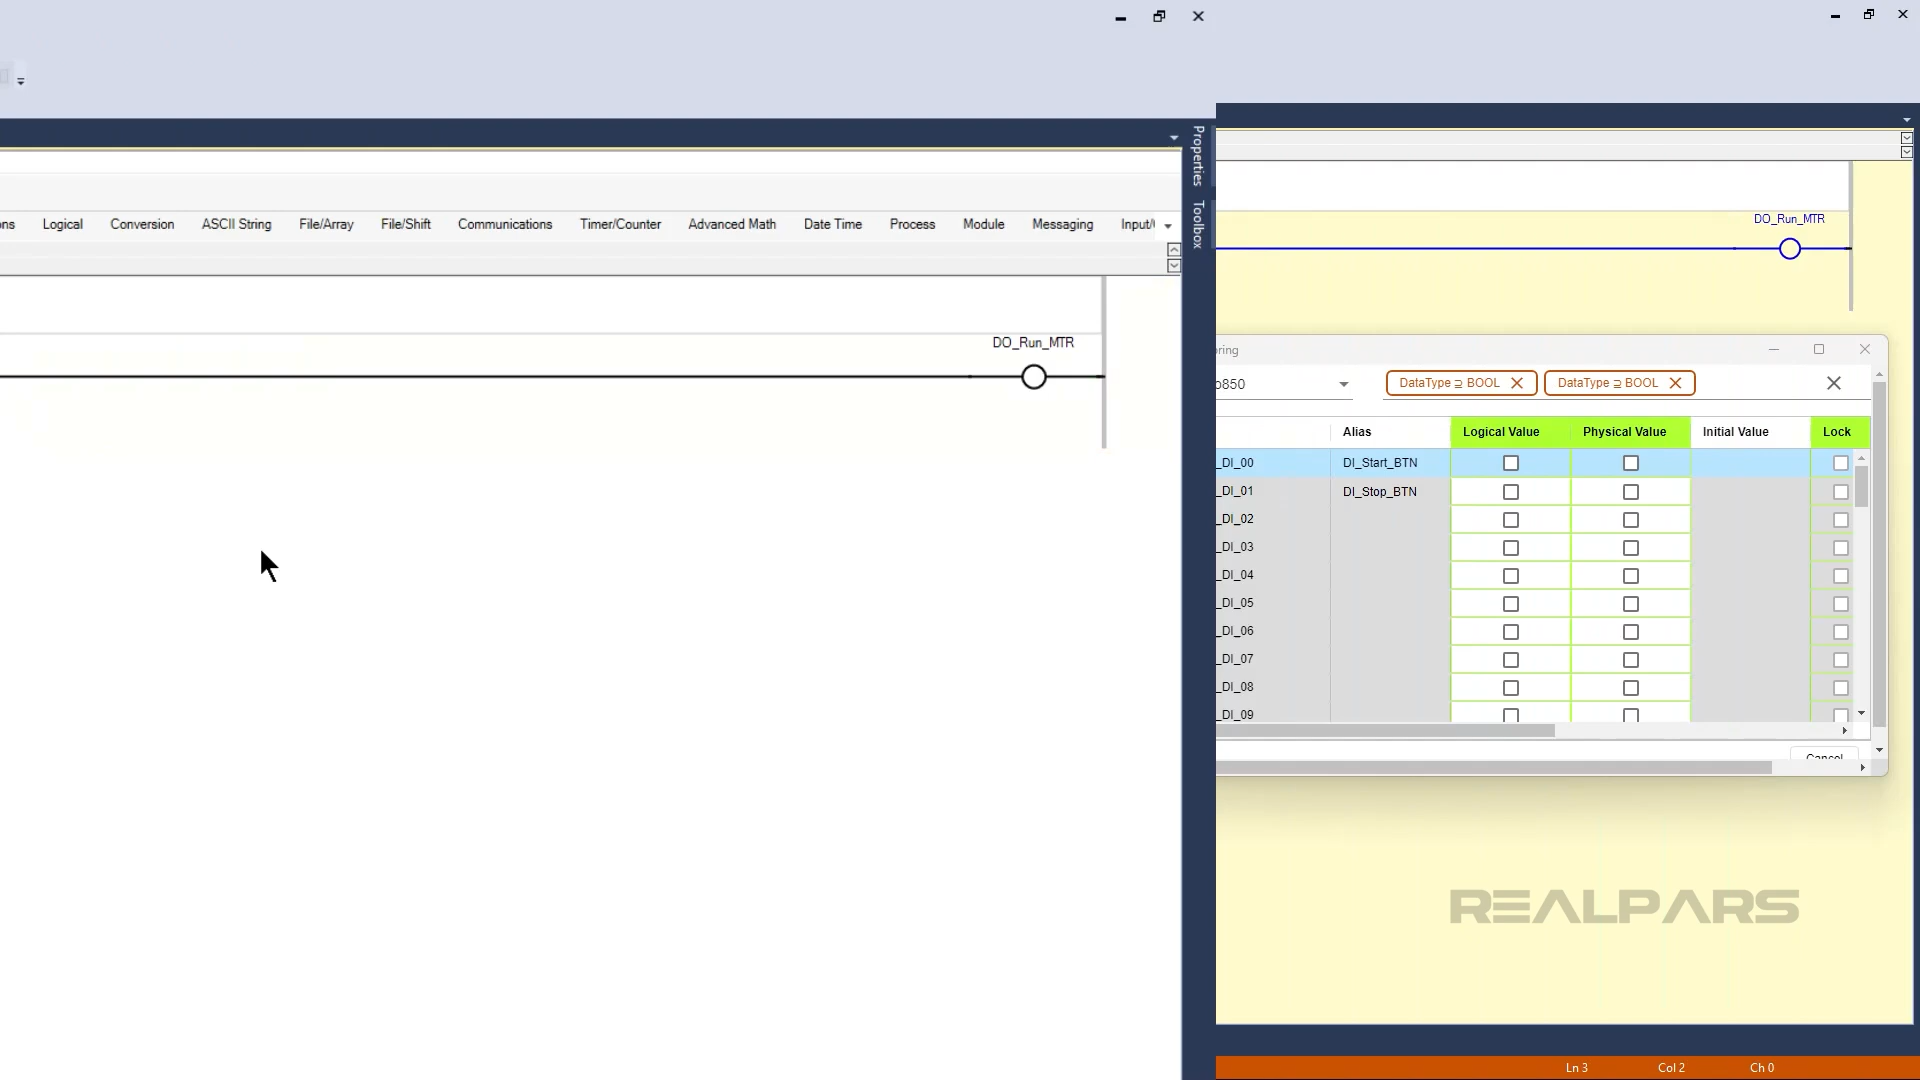 Properties
Toolbox
ons Logical Conversion ASCII String File/Array File/Shift Communications Timer/Counter Advanced Math Date Time Process Module Messaging Input/
DO_Run_MTR
DO_Run_MTR
oring
o850 DataType ⊇ BOOL DataType ⊇ BOOL
Alias Logical Value Physical Value Initial Value Lock
_DI_00 DI_Start_BTN
_DI_01 DI_Stop_BTN
_DI_02
_DI_03
_DI_04
_DI_05
_DI_06
_DI_07
_DI_08
_DI_09
Cancel
REALPARS
Ln 3 Col 2 Ch 0